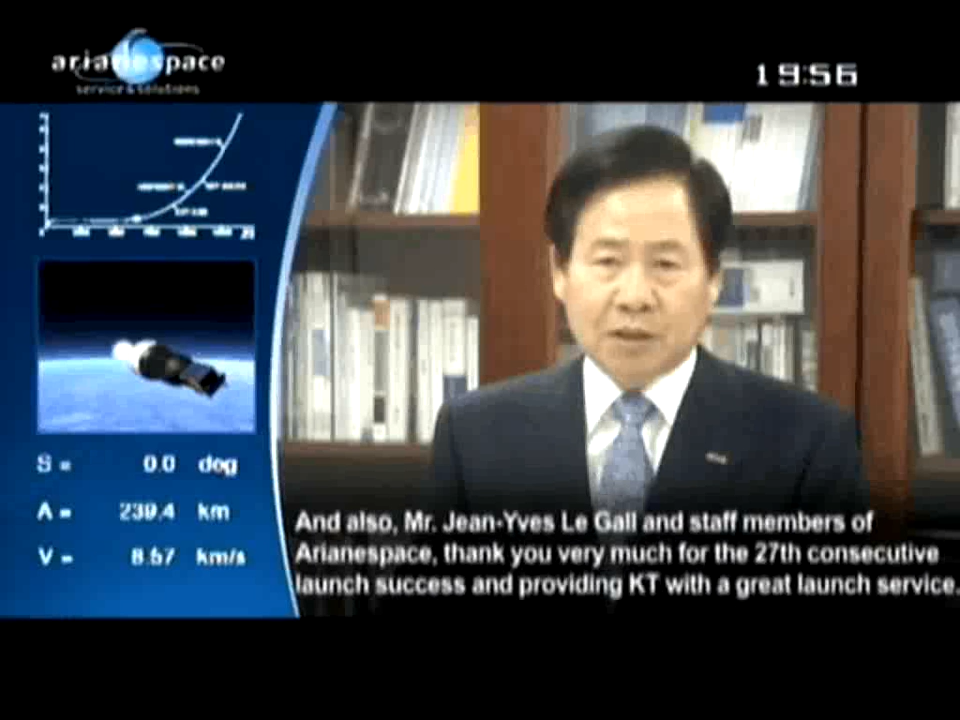 arianespace
service & solutions
19:56
S = 0.0 deg
A = 239.4 km
V = 8.57 km/s
And also, Mr. Jean-Yves Le Gall and staff members of
Arianespace, thank you very much for the 27th consecutive
launch success and providing KT with a great launch service.